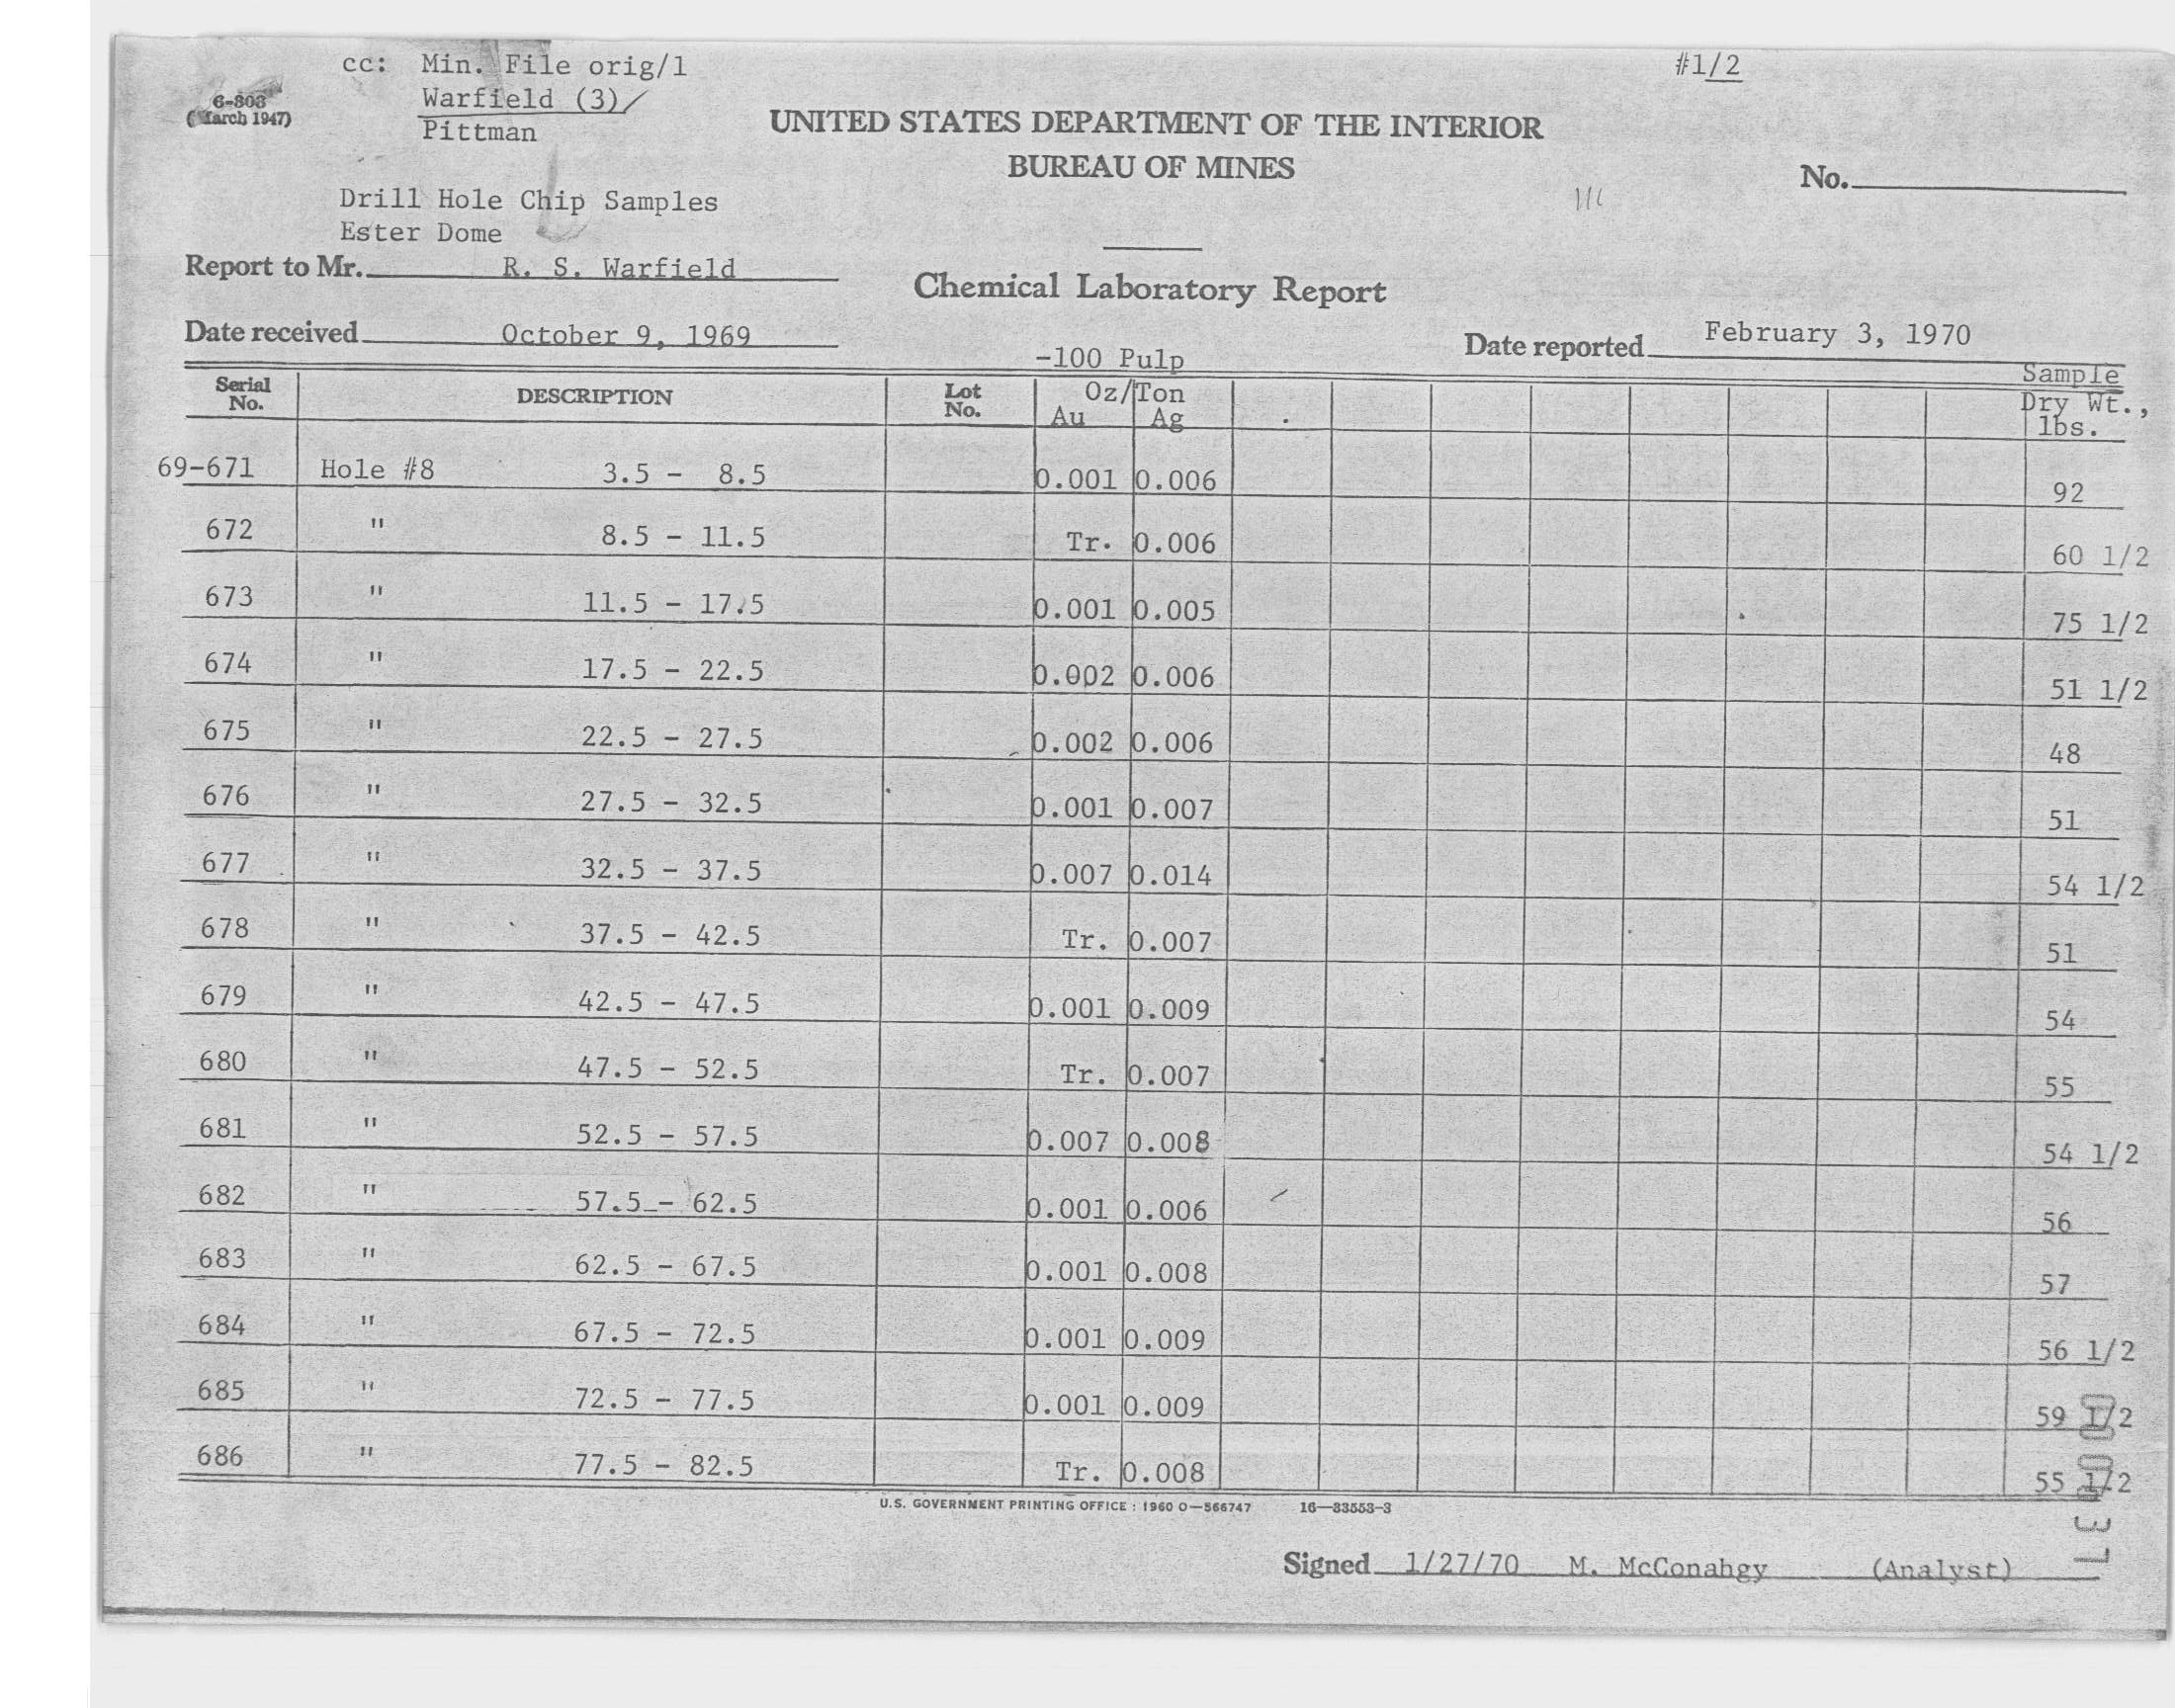 cc: Min. File orig/1
#1/2
6-803
Warfield (3)/
(March 1947)
Pittman
UNITED STATES DEPARTMENT OF THE INTERIOR
BUREAU OF MINES
No.
Drill Hole Chip Samples
Ester Dome
Report to Mr. R. S. Warfield
Chemical Laboratory Report
Date received October 9, 1969
Date reported February 3, 1970
-100 Pulp
Serial No. DESCRIPTION Lot No. Oz/Ton Au Ag Sample Dry Wt., lbs.
69-671 Hole #8 3.5 - 8.5 0.001 0.006 92
672 " 8.5 - 11.5 Tr. 0.006 60 1/2
673 " 11.5 - 17.5 0.001 0.005 75 1/2
674 " 17.5 - 22.5 0.002 0.006 51 1/2
675 " 22.5 - 27.5 0.002 0.006 48
676 " 27.5 - 32.5 0.001 0.007 51
677 " 32.5 - 37.5 0.007 0.014 54 1/2
678 " 37.5 - 42.5 Tr. 0.007 51
679 " 42.5 - 47.5 0.001 0.009 54
680 " 47.5 - 52.5 Tr. 0.007 55
681 " 52.5 - 57.5 0.007 0.008 54 1/2
682 " 57.5 - 62.5 0.001 0.006 56
683 " 62.5 - 67.5 0.001 0.008 57
684 " 67.5 - 72.5 0.001 0.009 56 1/2
685 " 72.5 - 77.5 0.001 0.009 59 1/2
686 " 77.5 - 82.5 Tr. 0.008 55 1/2
U.S. GOVERNMENT PRINTING OFFICE : 1960 O—566747 16—33553-3
Signed 1/27/70 M. McConahgy (Analyst)